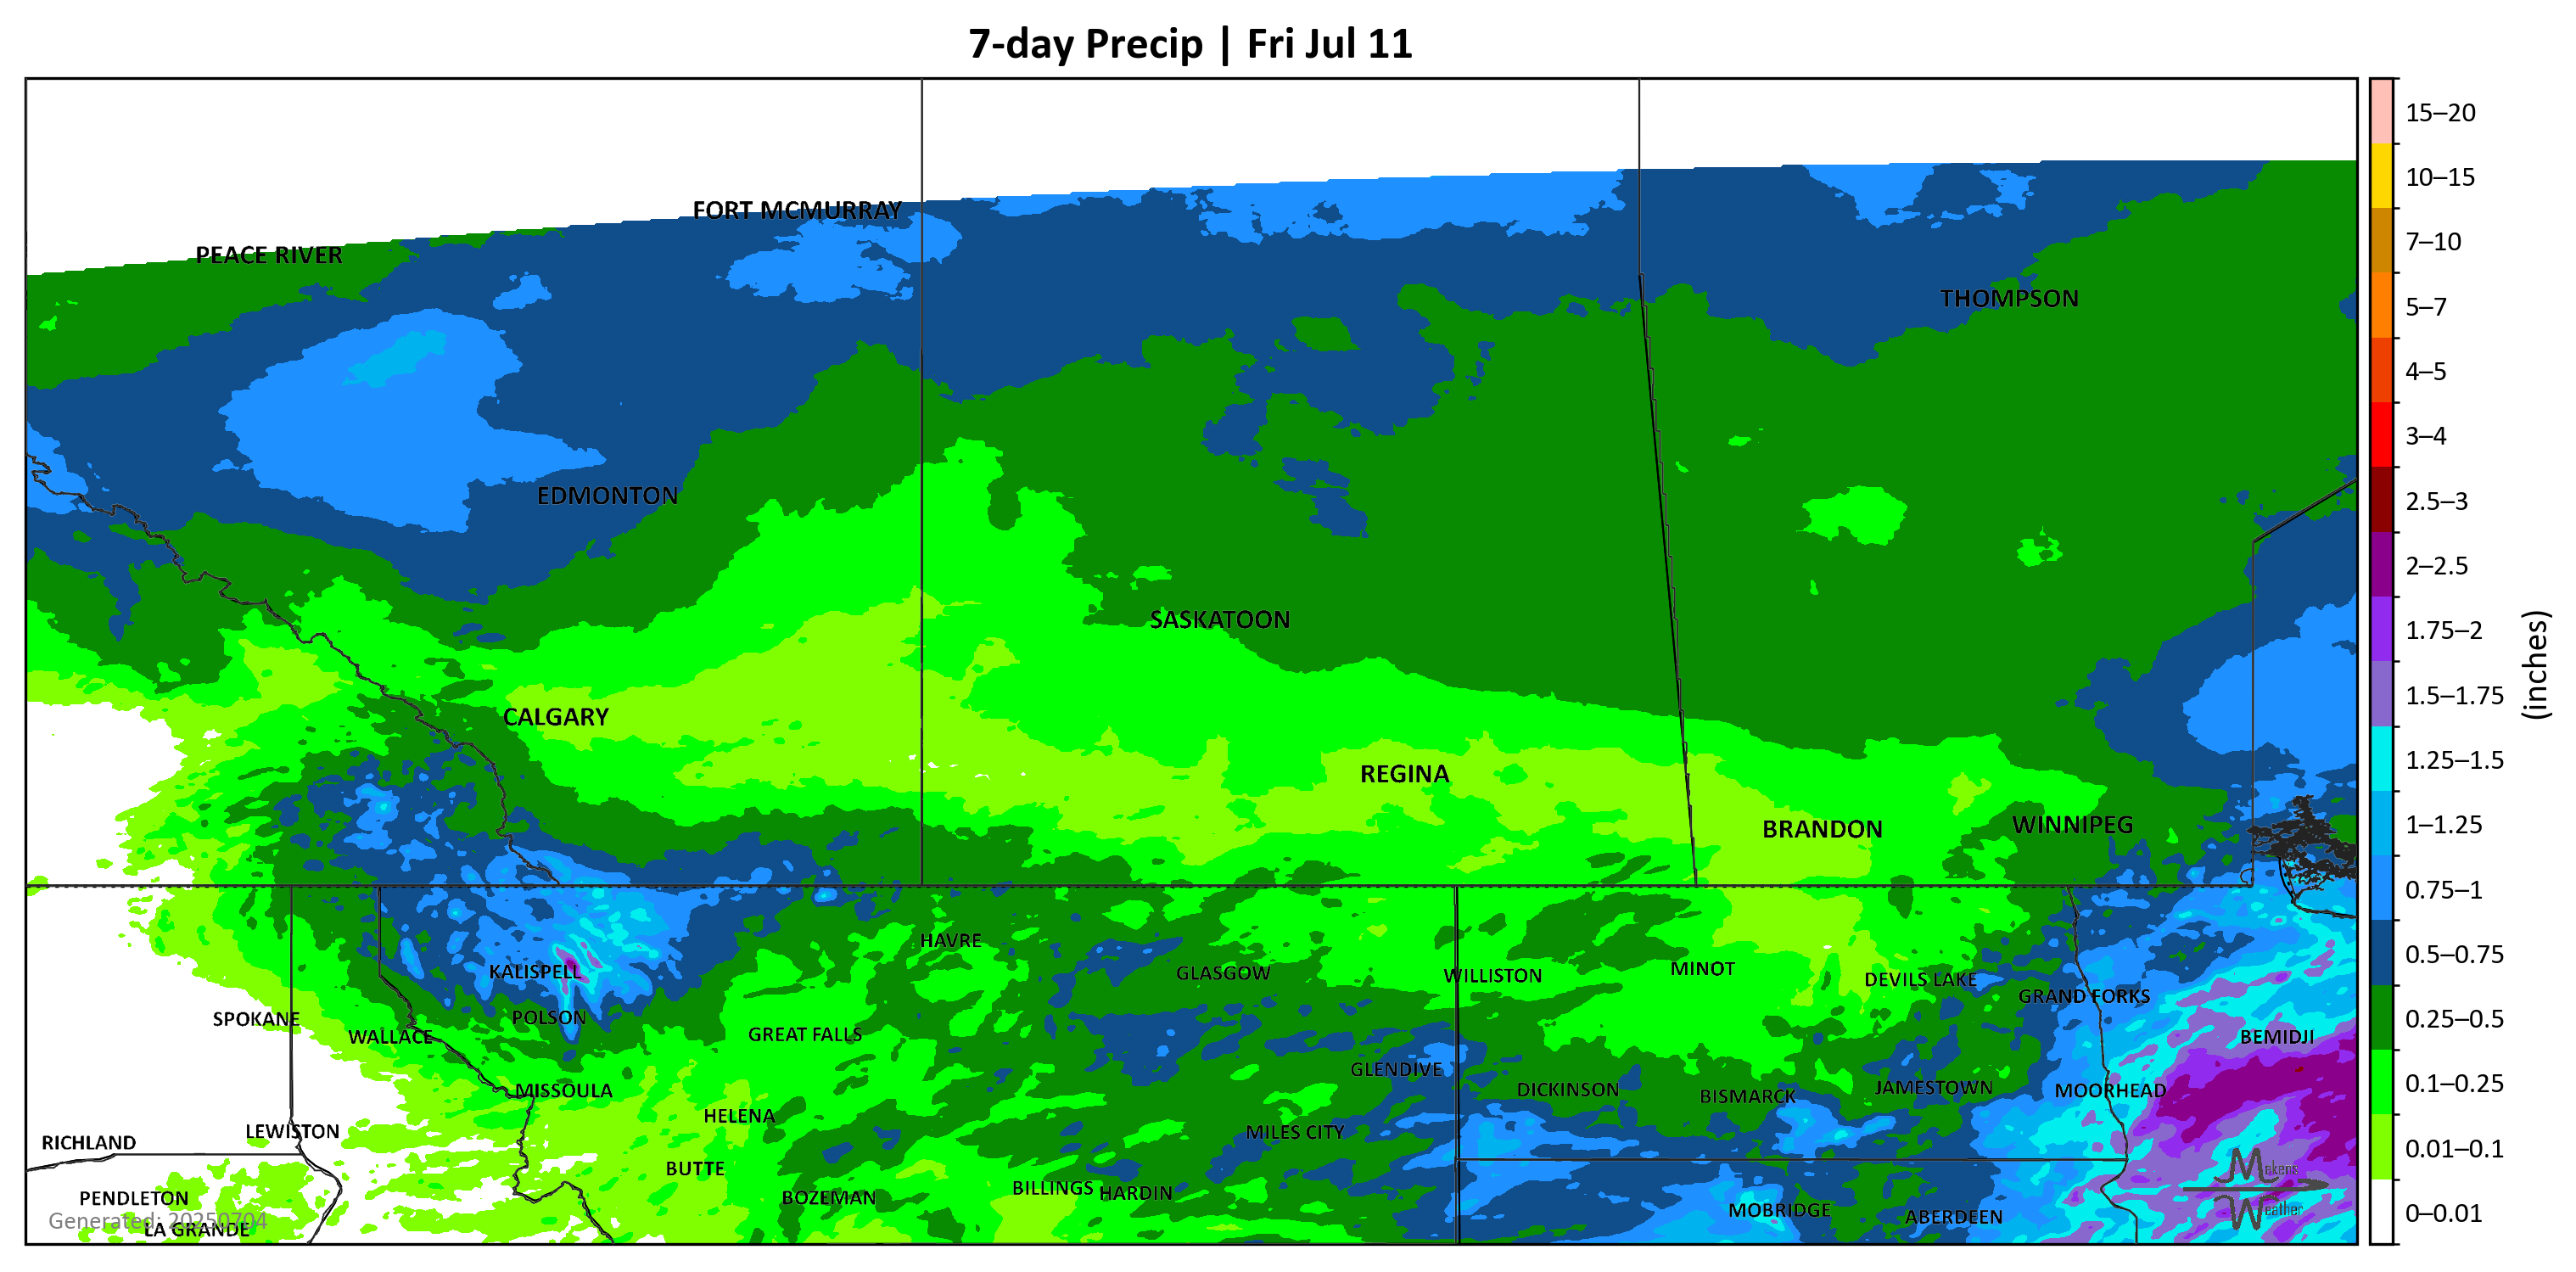 7-day Precip | Fri Jul 11
15–20
10–15
7–10
5–7
4–5
3–4
2.5–3
2–2.5
1.75–2
1.5–1.75
1.25–1.5
1–1.25
0.75–1
0.5–0.75
0.25–0.5
0.1–0.25
0.01–0.1
0–0.01
(inches)
FORT MCMURRAY
PEACE RIVER
THOMPSON
EDMONTON
SASKATOON
CALGARY
REGINA
BRANDON
WINNIPEG
HAVRE
KALISPELL
GLASGOW
WILLISTON
MINOT
DEVILS LAKE
GRAND FORKS
SPOKANE
POLSON
WALLACE
GREAT FALLS
BEMIDJI
GLENDIVE
MISSOULA
DICKINSON
BISMARCK
JAMESTOWN
MOORHEAD
HELENA
LEWISTON
RICHLAND
MILES CITY
BUTTE
PENDLETON
BOZEMAN
BILLINGS
HARDIN
MOBRIDGE
ABERDEEN
Generated: 20250704
LA GRANDE
Makens
Weather